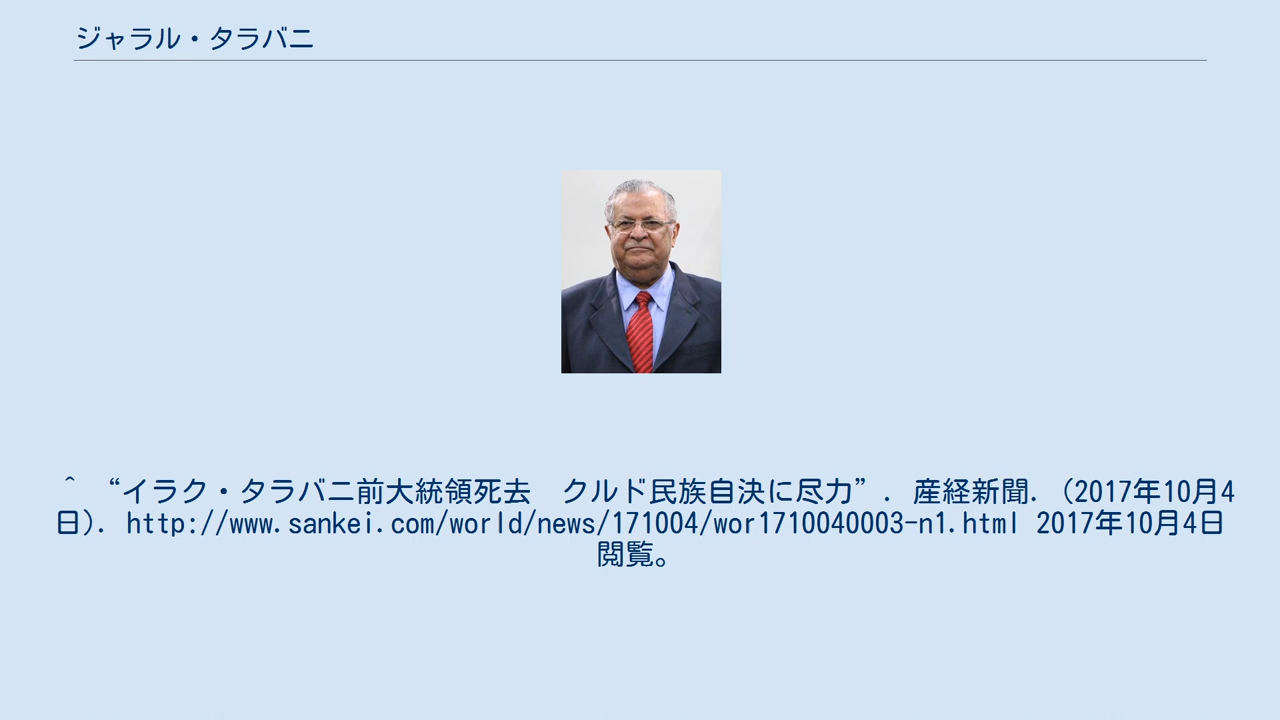 ジャラル・タラバニ
^ “イラク・タラバニ前大統領死去　クルド民族自決に尽力”. 産経新聞. (2017年10月4
日). http://www.sankei.com/world/news/171004/wor1710040003-n1.html 2017年10月4日
閲覧。